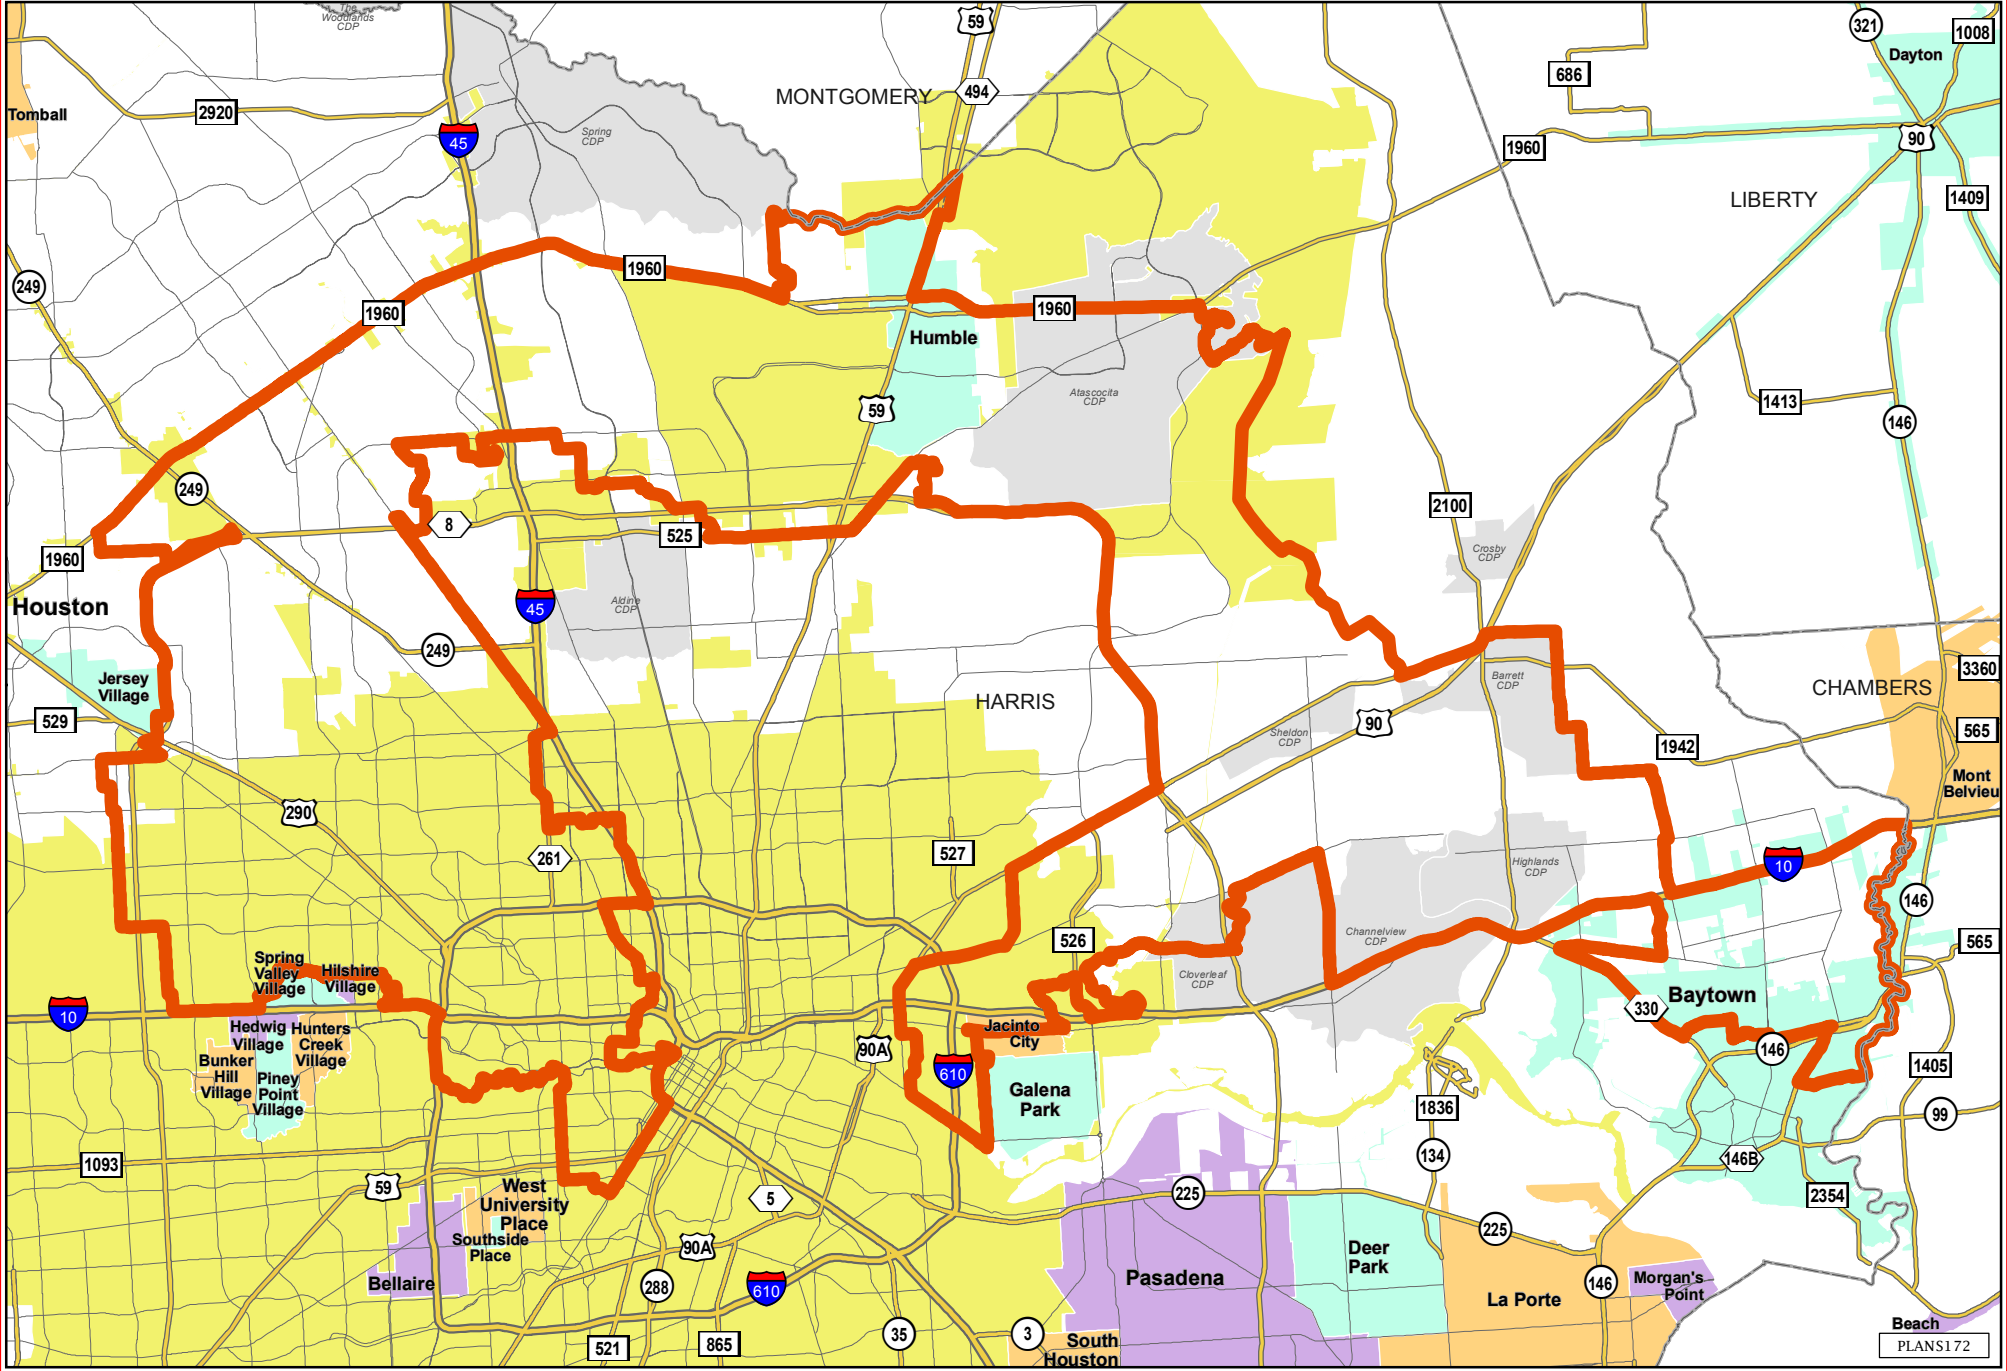 The
Woodlands
CDP
59
321
1008
Dayton
686
MONTGOMERY
494
Tomball
2920
45
Spring
CDP
90
1960
LIBERTY
1409
249
1960
1960
1960
Humble
Atascocita
CDP
59
1413
146
249
8
525
2100
1960
Crosby
CDP
Houston
Aldine
CDP
45
249
Jersey
Village
529
HARRIS
Barrett
CDP
CHAMBERS
3360
565
Sheldon
CDP
90
1942
Mont
Belvieu
290
261
527
Highlands
CDP
10
146
526
Channelview
CDP
565
Spring
Valley
Village
Hilshire
Village
Cloverleaf
CDP
10
Baytown
330
Hedwig
Village
Hunters
Creek
Village
Bunker
Hill
Village
Piney
Point
Village
90A
610
Jacinto
City
146
1405
Galena
Park
1836
99
1093
134
146B
59
West
University
Place
Southside
Place
5
225
2354
225
90A
Bellaire
288
610
Pasadena
Deer
Park
La Porte
146
Morgan's
Point
521
865
35
3
South
Houston
Beach
PLANS172